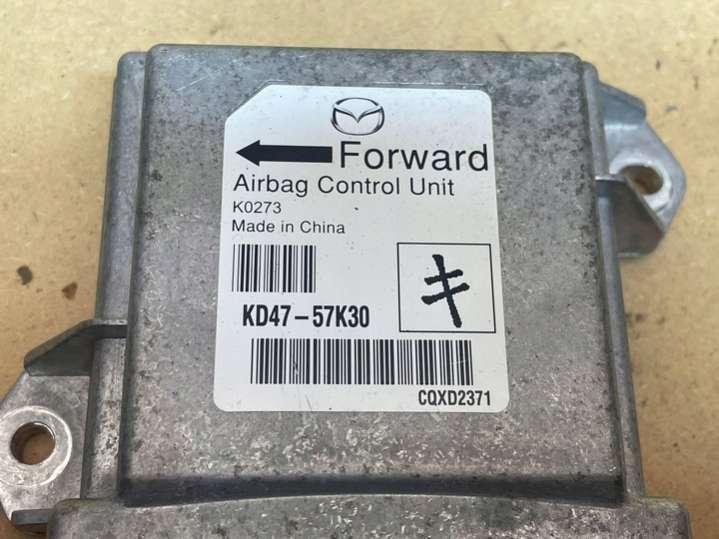 Forward
Airbag Control Unit
K0273
Made in China
KD47-57K30
キ
CQXD2371